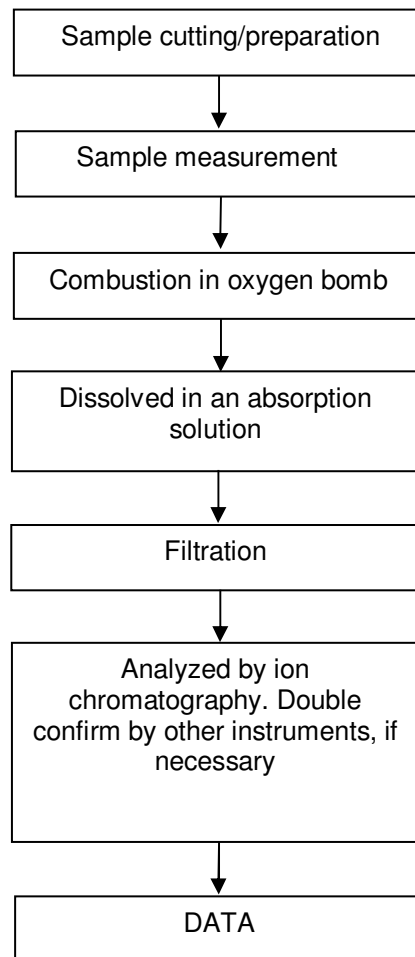 Sample cutting/preparation
Sample measurement
Combustion in oxygen bomb
Dissolved in an absorption
solution
Filtration
Analyzed by ion
chromatography. Double
confirm by other instruments, if
necessary
DATA